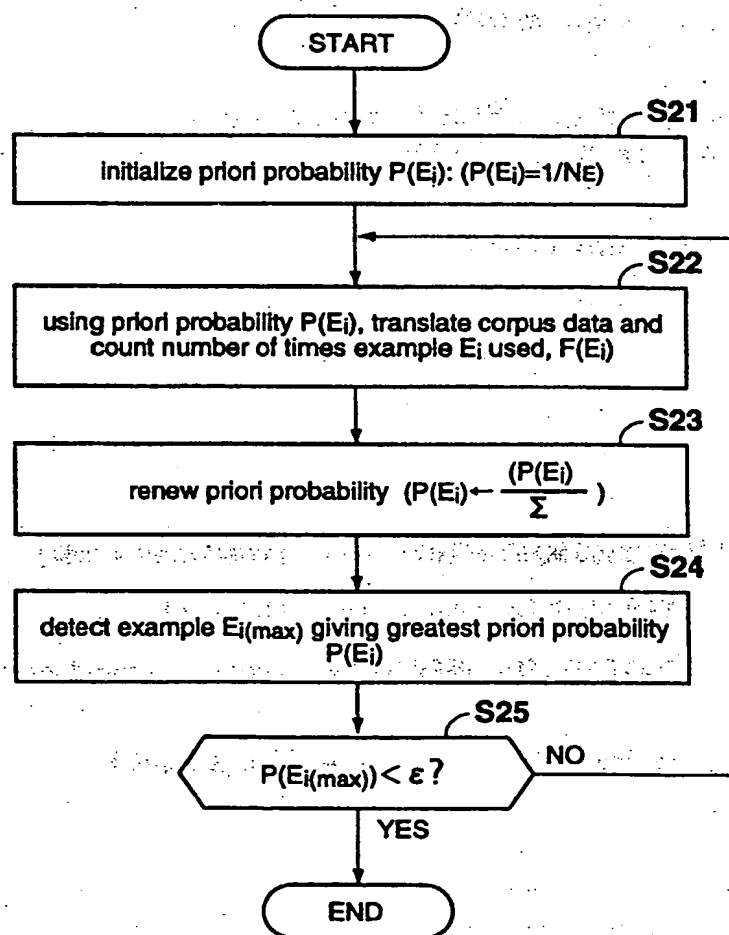 START
S21
initialize priori probability P(Ei): (P(Ei)=1/NE)
S22
using priori probability P(Ei), translate corpus data and
count number of times example Ei used, F(Ei)
S23
renew priori probability (P(Ei)← (P(Ei) / Σ )
S24
detect example Ei(max) giving greatest priori probability
P(Ei)
S25
P(Ei(max)) < ε?
NO
YES
END